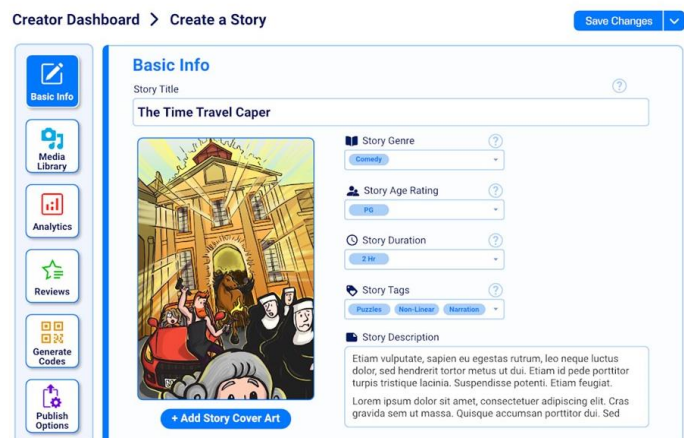 Creator Dashboard > Create a Story
Save Changes
Basic Info
Media
Library
Analytics
Reviews
Generate
Codes
Publish
Options
Basic Info
Story Title
?
The Time Travel Caper
+ Add Story Cover Art
Story Genre
?
Comedy
Story Age Rating
?
PG
Story Duration
?
2 Hr
Story Tags
?
Puzzles Non-Linear Narration
Story Description
Etiam vulputate, sapien eu egestas rutrum, leo neque luctus
dolor, sed hendrerit tortor metus ut dui. Etiam id pede porttitor
turpis tristique lacinia. Suspendisse potenti. Etiam feugiat.
Lorem ipsum dolor sit amet, consectetuer adipiscing elit. Cras
gravida sem ut massa. Quisque accumsan porttitor dui. Sed